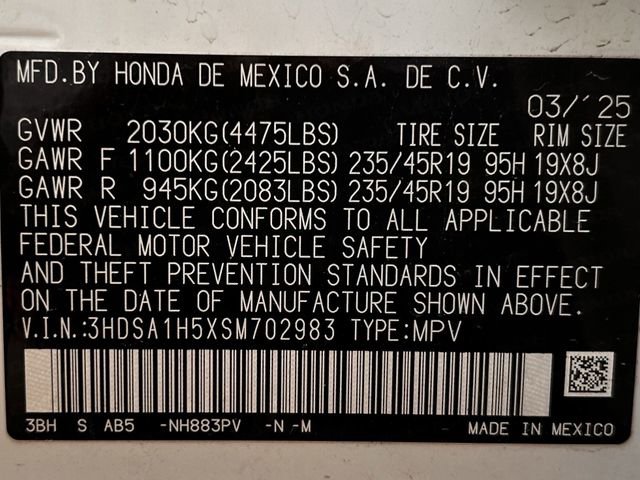 MFD.BY HONDA DE MEXICO S.A. DE C.V.
03/'25
GVWR 2030KG(4475LBS) TIRE SIZE RIM SIZE
GAWR F 1100KG(2425LBS) 235/45R19 95H 19X8J
GAWR R 945KG(2083LBS) 235/45R19 95H 19X8J
THIS VEHICLE CONFORMS TO ALL APPLICABLE
FEDERAL MOTOR VEHICLE SAFETY
AND THEFT PREVENTION STANDARDS IN EFFECT
ON THE DATE OF MANUFACTURE SHOWN ABOVE.
V.I.N.:3HDSA1H5XSM702983 TYPE:MPV
3BH S AB5 -NH883PV -N -M MADE IN MEXICO